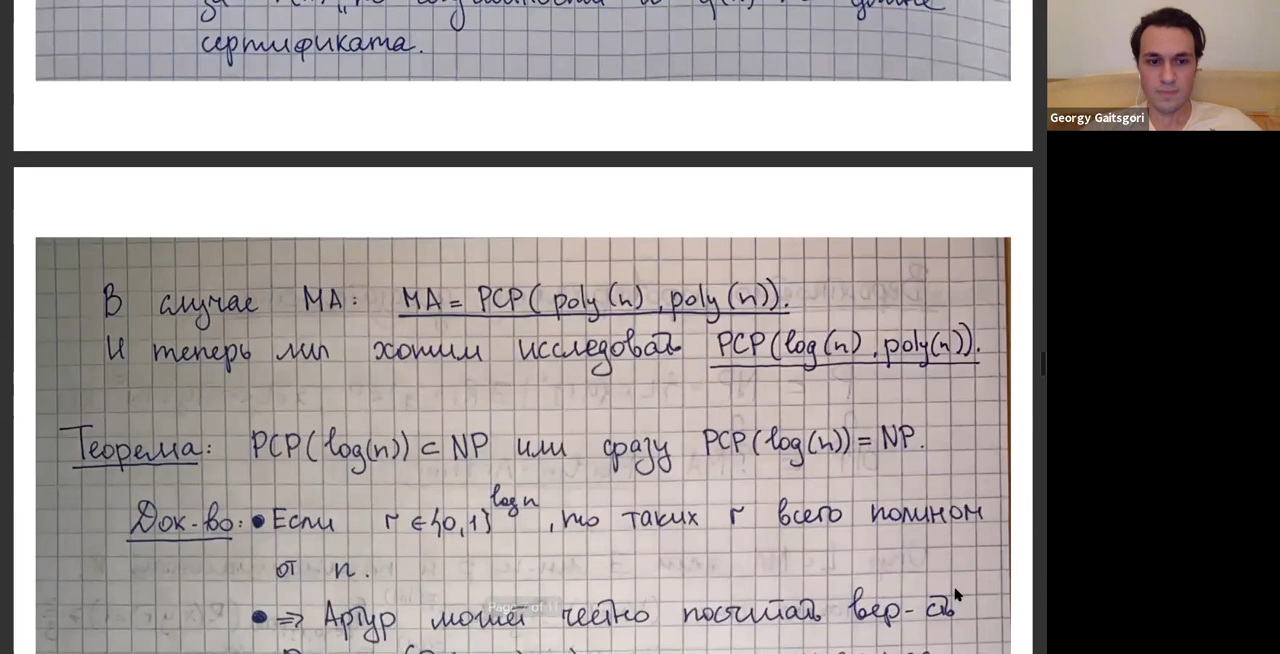 сертификата.
Georgy Gaitsgori
В случае MA: MA = PCP( poly(n), poly(n)).
И теперь мы хотим исследовать PCP(log(n), poly(n)).
Теорема: PCP(log(n)) ⊂ NP или сразу PCP(log(n)) = NP.
Док-во: • Если r ∈ {0,1}^{log n}, то таких r всего полином
от n.
• ⇒ Артур может честно посчитать вер-сть